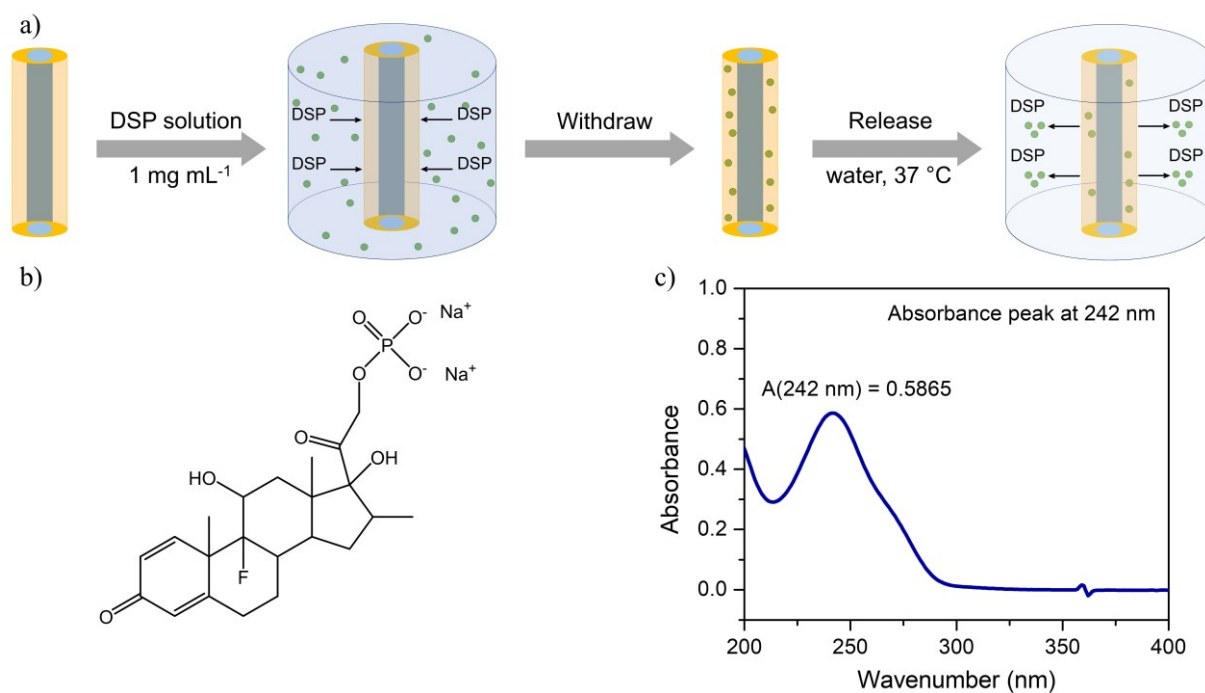 a)
DSP solution
1 mg mL⁻¹
DSP
DSP
DSP
DSP
Withdraw
Release
water, 37 °C
DSP
DSP
DSP
DSP
b)
O
O⁻ Na⁺
P
O
O⁻ Na⁺
O
OH
HO
F
O
c)
1.0
0.8
0.6
0.4
0.2
0.0
Absorbance
Absorbance peak at 242 nm
A(242 nm) = 0.5865
200
250
300
350
400
Wavenumber (nm)